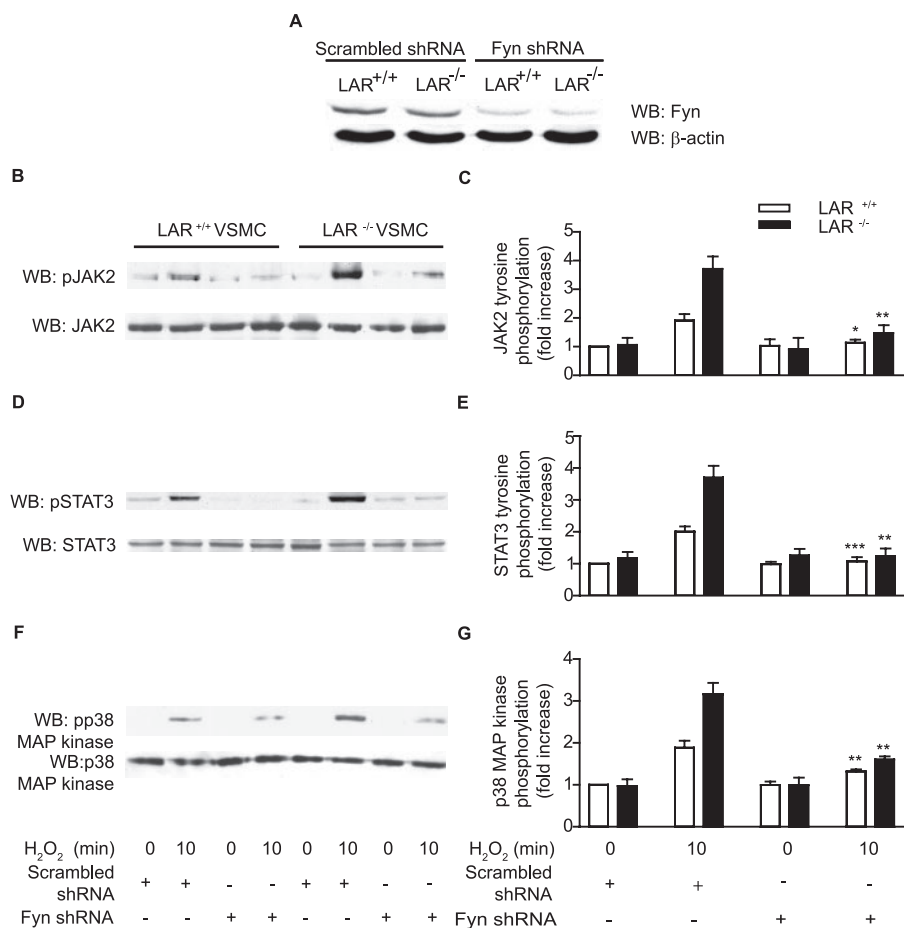 A
Scrambled shRNA Fyn shRNA
LAR+/+ LAR-/- LAR+/+ LAR-/-
WB: Fyn
WB: β-actin
B
LAR +/+ VSMC LAR -/- VSMC
WB: pJAK2
WB: JAK2
C
LAR +/+
LAR -/-
JAK2 tyrosine
phosphorylation
(fold increase)
5
4
3
2
1
0
* **
D
WB: pSTAT3
WB: STAT3
E
STAT3 tyrosine
phosphorylation
(fold increase)
5
4
3
2
1
0
*** **
F
WB: pp38
MAP kinase
WB:p38
MAP kinase
G
p38 MAP kinase
phosphorylation
(fold increase)
4
3
2
1
0
** **
H2O2 (min) 0 10 0 10 0 10 0 10
Scrambled
shRNA + + - - + + - -
Fyn shRNA - - + + - - + +
H2O2 (min) 0 10 0 10
Scrambled
shRNA + + - -
Fyn shRNA - - + +